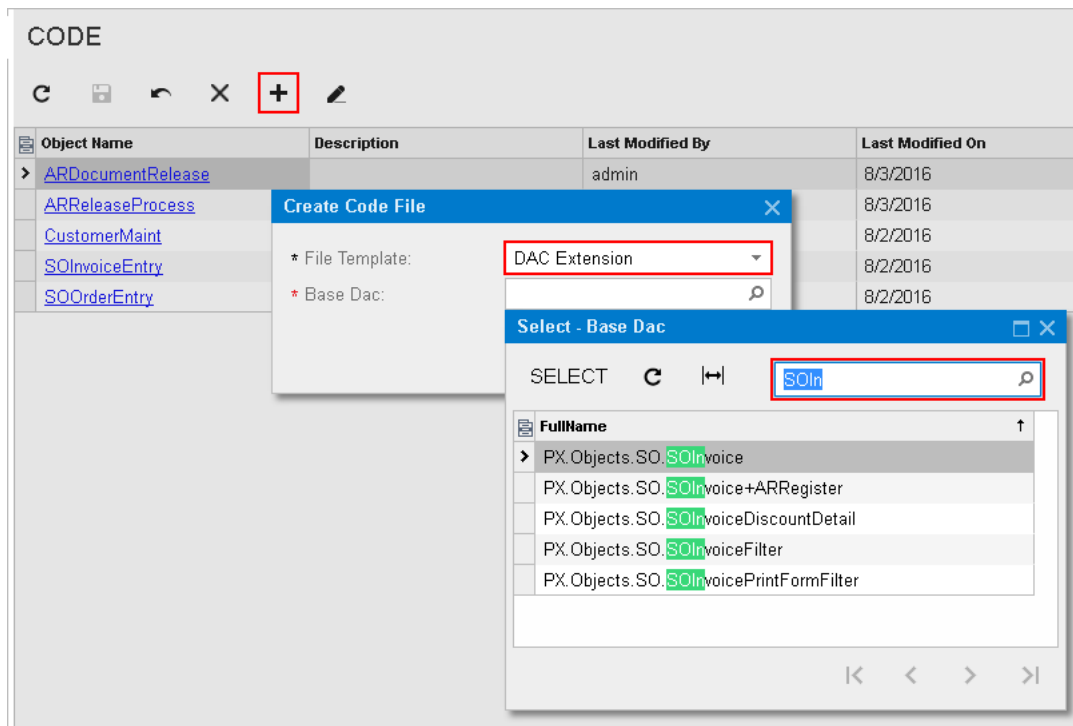 CODE
Object Name Description Last Modified By Last Modified On
ARDocumentRelease admin 8/3/2016
ARReleaseProcess 8/3/2016
CustomerMaint 8/2/2016
SOInvoiceEntry 8/2/2016
SOOrderEntry 8/2/2016
Create Code File
* File Template: DAC Extension
* Base Dac:
Select - Base Dac
SELECT SOIn
FullName
PX.Objects.SO.SOInvoice
PX.Objects.SO.SOInvoice+ARRegister
PX.Objects.SO.SOInvoiceDiscountDetail
PX.Objects.SO.SOInvoiceFilter
PX.Objects.SO.SOInvoicePrintFormFilter